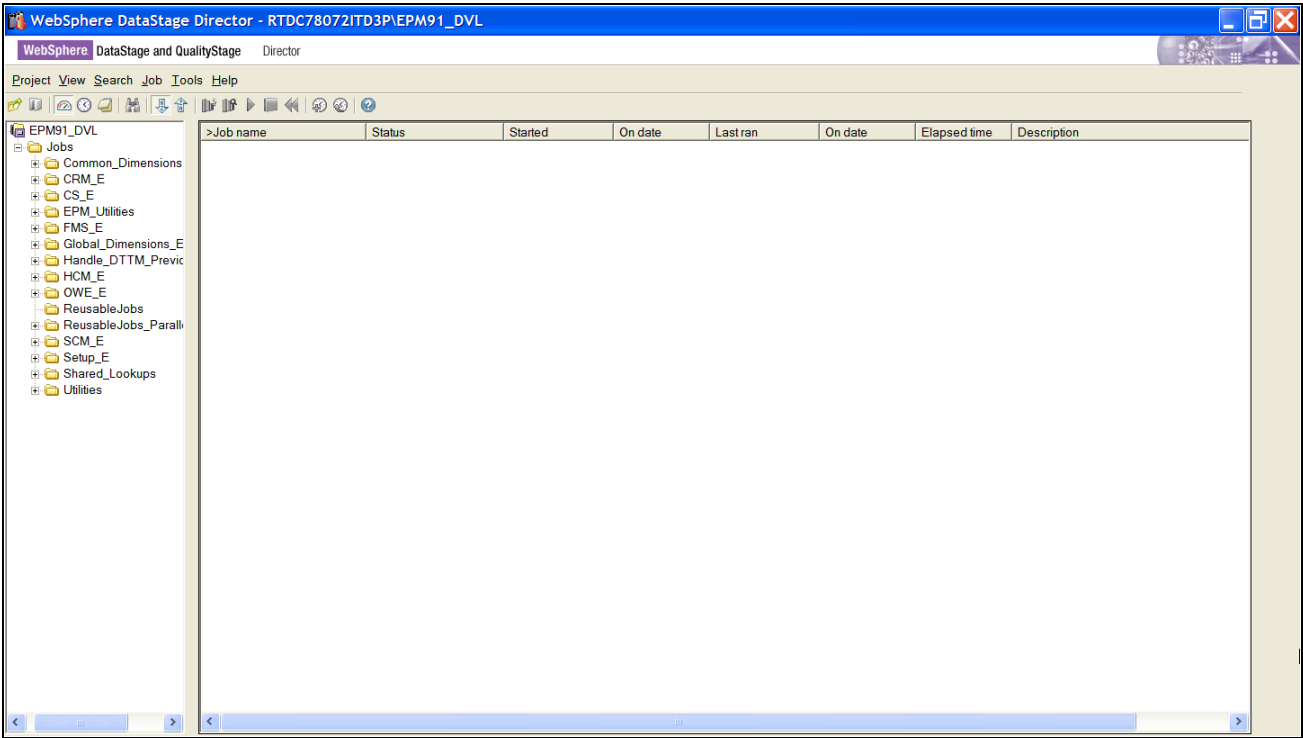 WebSphere DataStage Director - RTDC78072ITD3P\EPM91_DVL
WebSphere DataStage and QualityStage Director
Project View Search Job Tools Help
EPM91_DVL
Jobs
Common_Dimensions
CRM_E
CS_E
EPM_Utilities
FMS_E
Global_Dimensions_E
Handle_DTTM_Previc
HCM_E
OWE_E
ReusableJobs
ReusableJobs_Paralle
SCM_E
Setup_E
Shared_Lookups
Utilities
>Job name Status Started On date Last ran On date Elapsed time Description